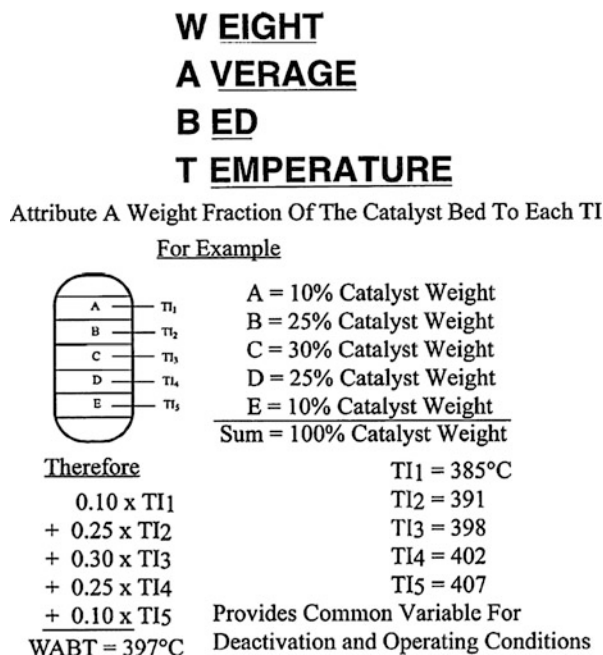 W EIGHT
A VERAGE
B ED
T EMPERATURE
Attribute A Weight Fraction Of The Catalyst Bed To Each TI
For Example
A TI1
B TI2
C TI3
D TI4
E TI5
A = 10% Catalyst Weight
B = 25% Catalyst Weight
C = 30% Catalyst Weight
D = 25% Catalyst Weight
E = 10% Catalyst Weight
Sum = 100% Catalyst Weight
Therefore
0.10 x TI1
+ 0.25 x TI2
+ 0.30 x TI3
+ 0.25 x TI4
+ 0.10 x TI5
WABT = 397°C
TI1 = 385°C
TI2 = 391
TI3 = 398
TI4 = 402
TI5 = 407
Provides Common Variable For
Deactivation and Operating Conditions